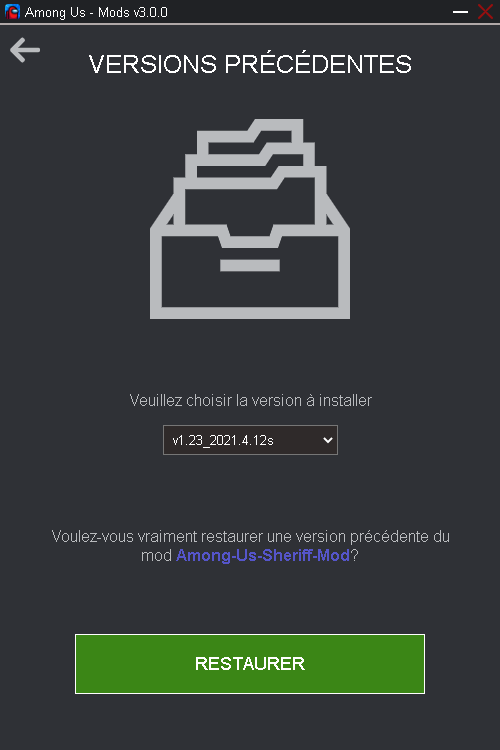 Among Us - Mods v3.0.0
VERSIONS PRÉCÉDENTES
Veuillez choisir la version à installer
v1.23_2021.4.12s
Voulez-vous vraiment restaurer une version précédente du
mod Among-Us-Sheriff-Mod?
RESTAURER